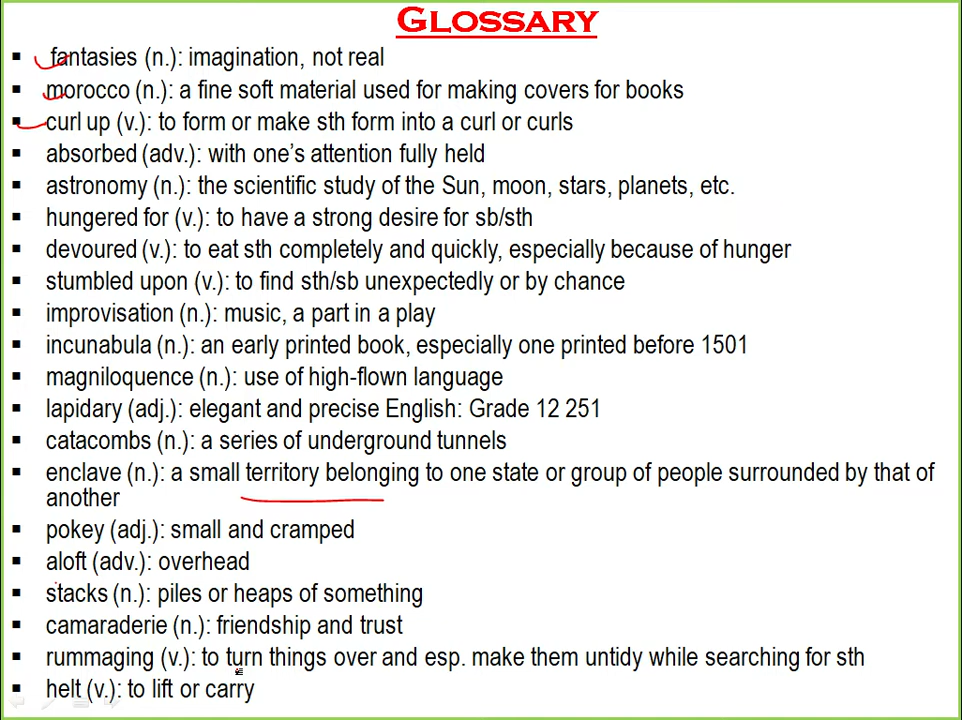 GLOSSARY
▪ fantasies (n.): imagination, not real
▪ morocco (n.): a fine soft material used for making covers for books
▪ curl up (v.): to form or make sth form into a curl or curls
▪ absorbed (adv.): with one's attention fully held
▪ astronomy (n.): the scientific study of the Sun, moon, stars, planets, etc.
▪ hungered for (v.): to have a strong desire for sb/sth
▪ devoured (v.): to eat sth completely and quickly, especially because of hunger
▪ stumbled upon (v.): to find sth/sb unexpectedly or by chance
▪ improvisation (n.): music, a part in a play
▪ incunabula (n.): an early printed book, especially one printed before 1501
▪ magniloquence (n.): use of high-flown language
▪ lapidary (adj.): elegant and precise English: Grade 12 251
▪ catacombs (n.): a series of underground tunnels
▪ enclave (n.): a small territory belonging to one state or group of people surrounded by that of
another
▪ pokey (adj.): small and cramped
▪ aloft (adv.): overhead
▪ stacks (n.): piles or heaps of something
▪ camaraderie (n.): friendship and trust
▪ rummaging (v.): to turn things over and esp. make them untidy while searching for sth
▪ helt (v.): to lift or carry